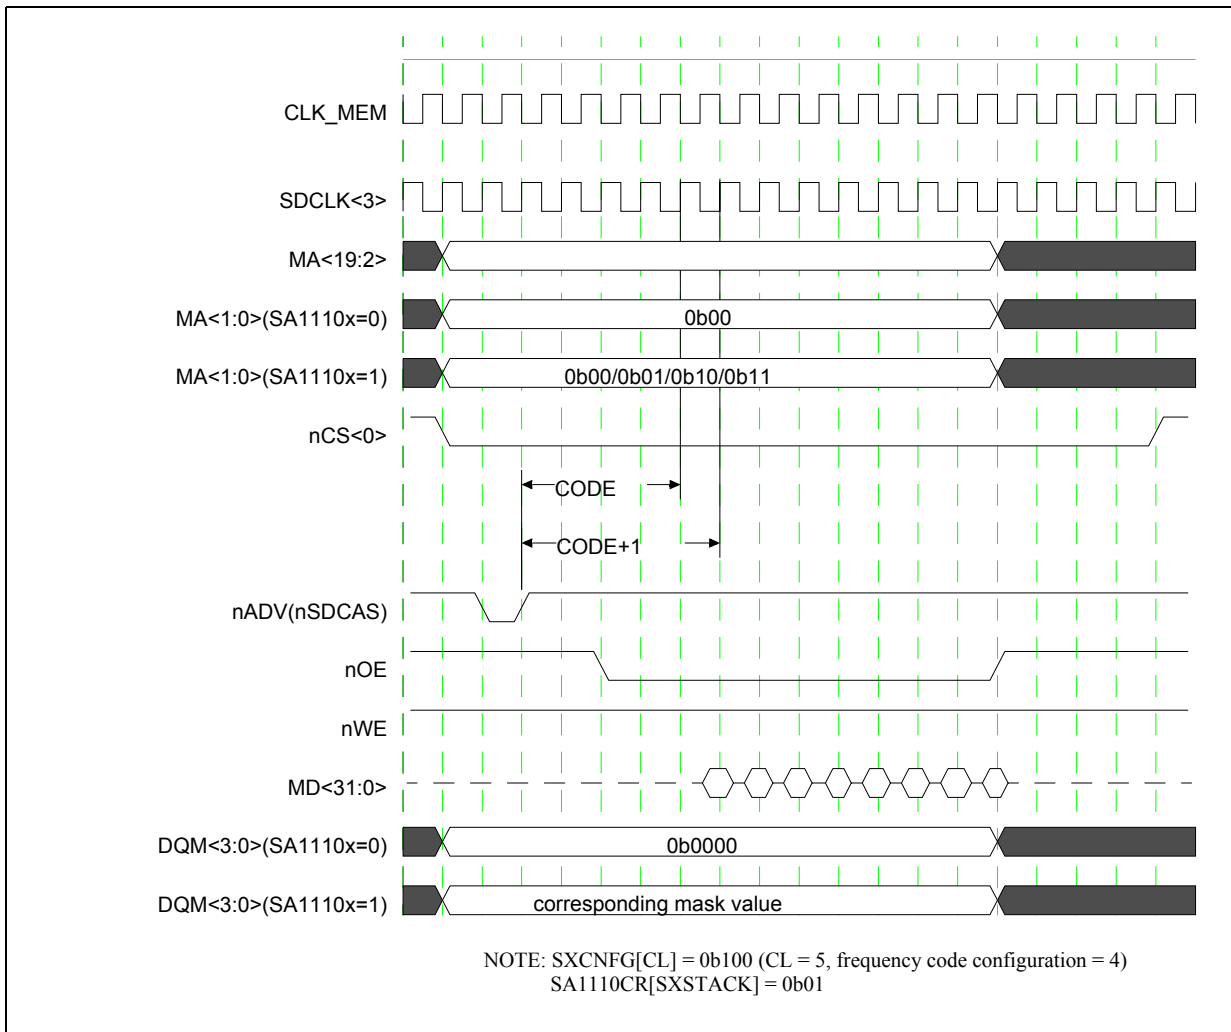 CLK_MEM
SDCLK<3>
MA<19:2>
MA<1:0>(SA1110x=0)
0b00
MA<1:0>(SA1110x=1)
0b00/0b01/0b10/0b11
nCS<0>
CODE
CODE+1
nADV(nSDCAS)
nOE
nWE
MD<31:0>
DQM<3:0>(SA1110x=0)
0b0000
DQM<3:0>(SA1110x=1)
corresponding mask value
NOTE: SXCNFG[CL] = 0b100 (CL = 5, frequency code configuration = 4)
SA1110CR[SXSTACK] = 0b01